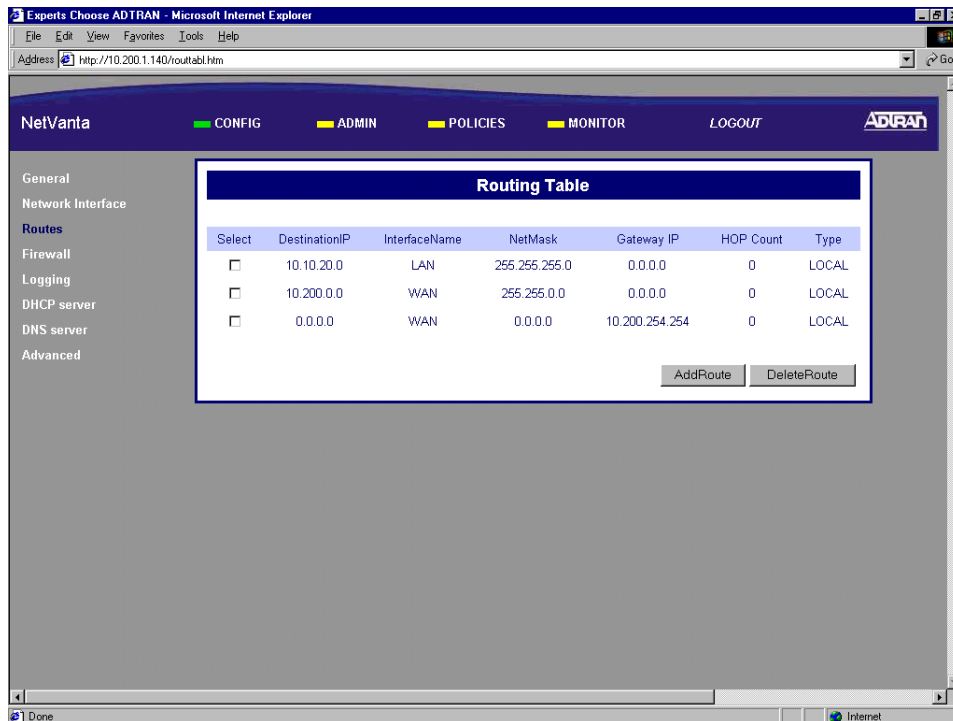 Experts Choose ADTRAN - Microsoft Internet Explorer
File Edit View Favorites Tools Help
Address http://10.200.1.140/routtabl.htm Go
NetVanta CONFIG ADMIN POLICIES MONITOR LOGOUT ADTRAN
General
Network Interface
Routes
Firewall
Logging
DHCP server
DNS server
Advanced
Routing Table
Select DestinationIP InterfaceName NetMask Gateway IP HOP Count Type
10.10.20.0 LAN 255.255.255.0 0.0.0.0 0 LOCAL
10.200.0.0 WAN 255.255.0.0 0.0.0.0 0 LOCAL
0.0.0.0 WAN 0.0.0.0 10.200.254.254 0 LOCAL
AddRoute DeleteRoute
Done Internet